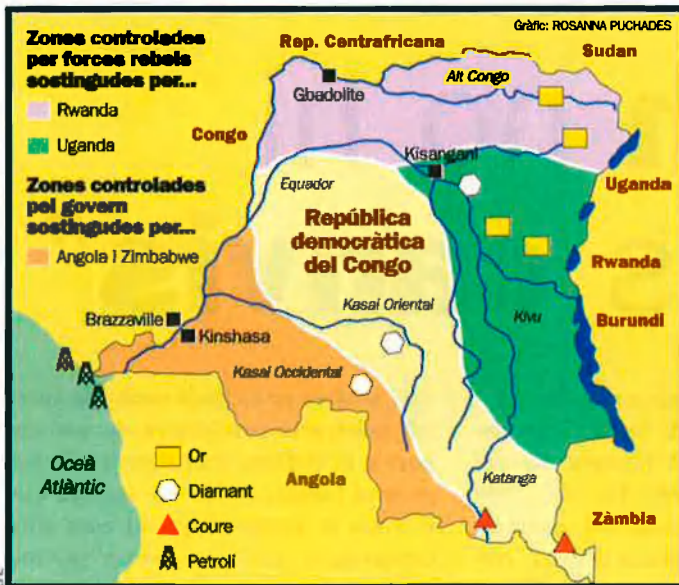 Gràfic: ROSANNA PUCHADES
Zones controlades
per forces rebels
sostingudes per...
Rwanda
Uganda
Zones controlades
pel govern
sostingudes per...
Angola i Zimbabwe
Rep. Centrafricana
Sudan
Alt Congo
Gbadolite
Congo
Kisangani
Equador
Uganda
República
democràtica
del Congo
Rwanda
Kasai Oriental
Kivu
Burundi
Brazzaville
Kinshasa
Kasai Occidental
Oceà
Atlàntic
Angola
Katanga
Zàmbia
Or
Diamant
Coure
Petroli